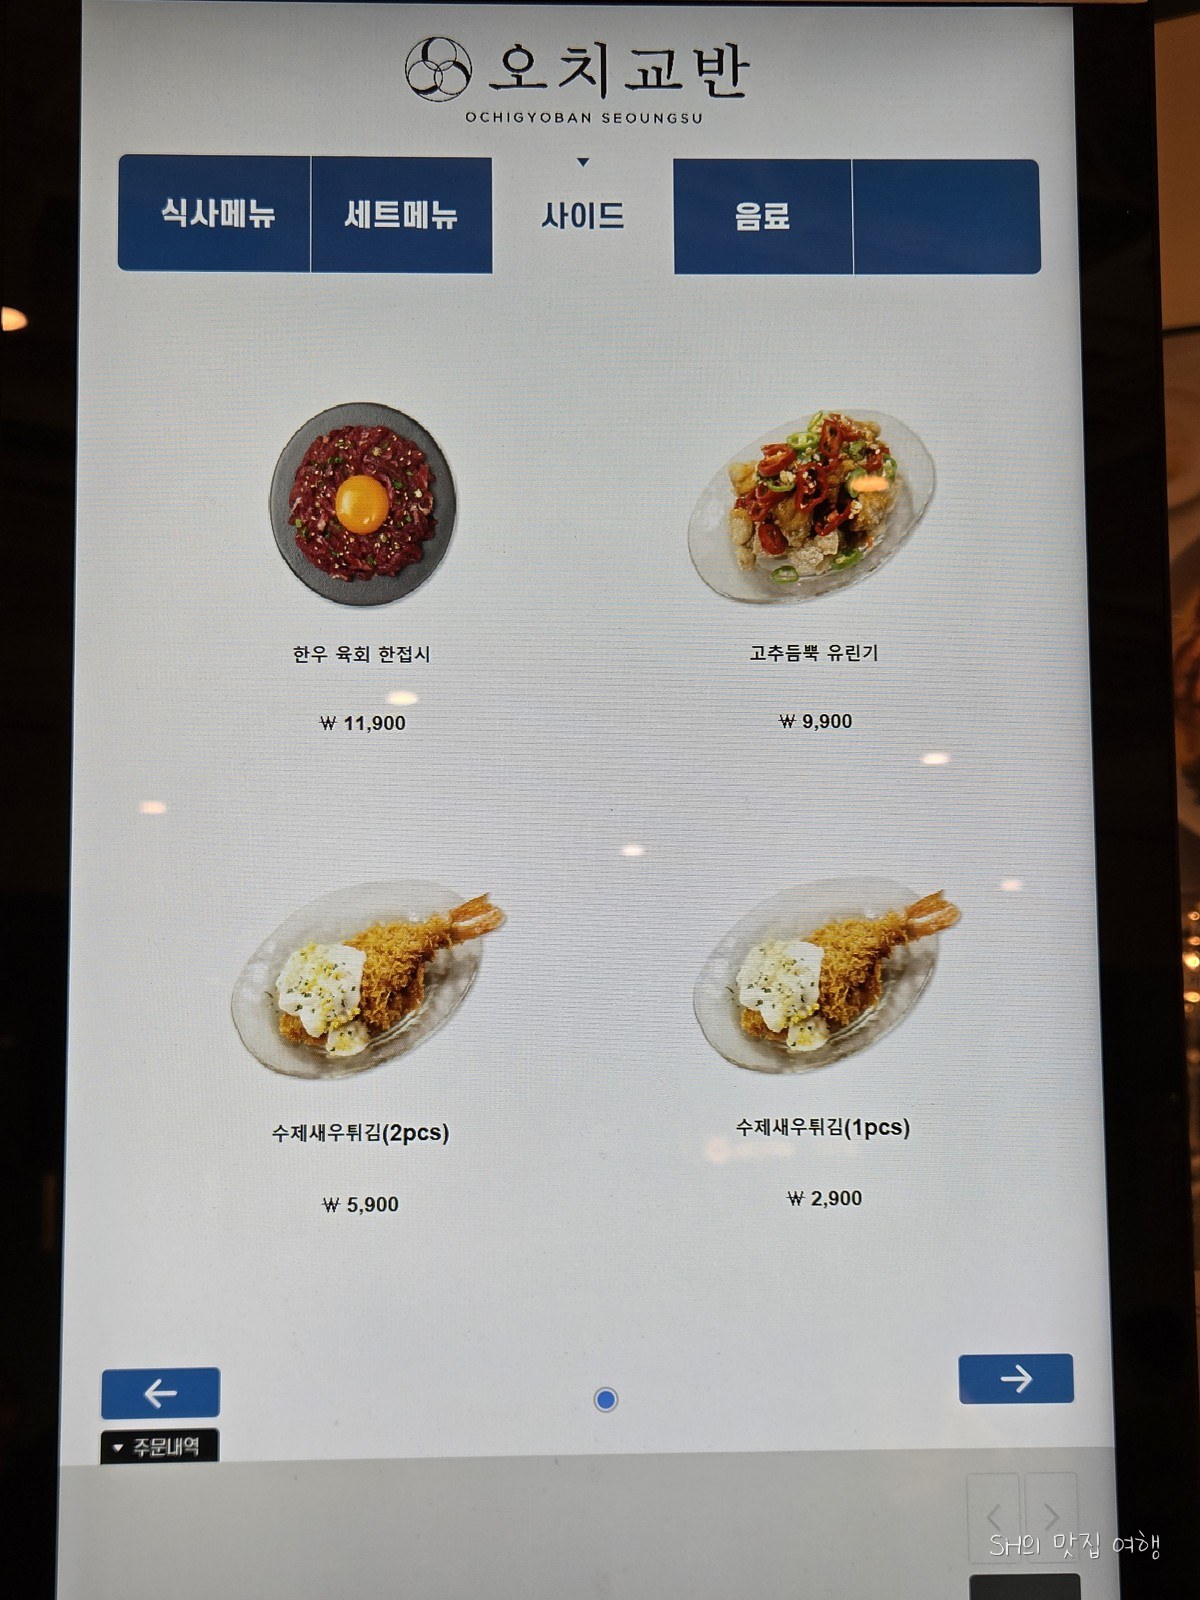 오치교반
OCHIGYOBAN SEOUNGSU
식사메뉴 세트메뉴 사이드 음료
한우 육회 한접시 고추듬뿍 유린기
₩ 11,900 ₩ 9,900
수제새우튀김(2pcs) 수제새우튀김(1pcs)
₩ 5,900 ₩ 2,900
주문내역
SH의 맛집 여행